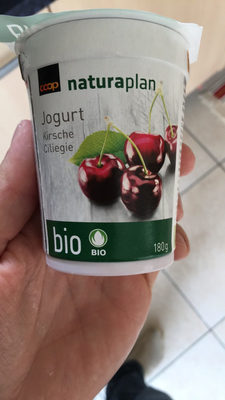 coop naturaplan
Jogurt
Kirsche
Ciliegie
bio
BIO
180g